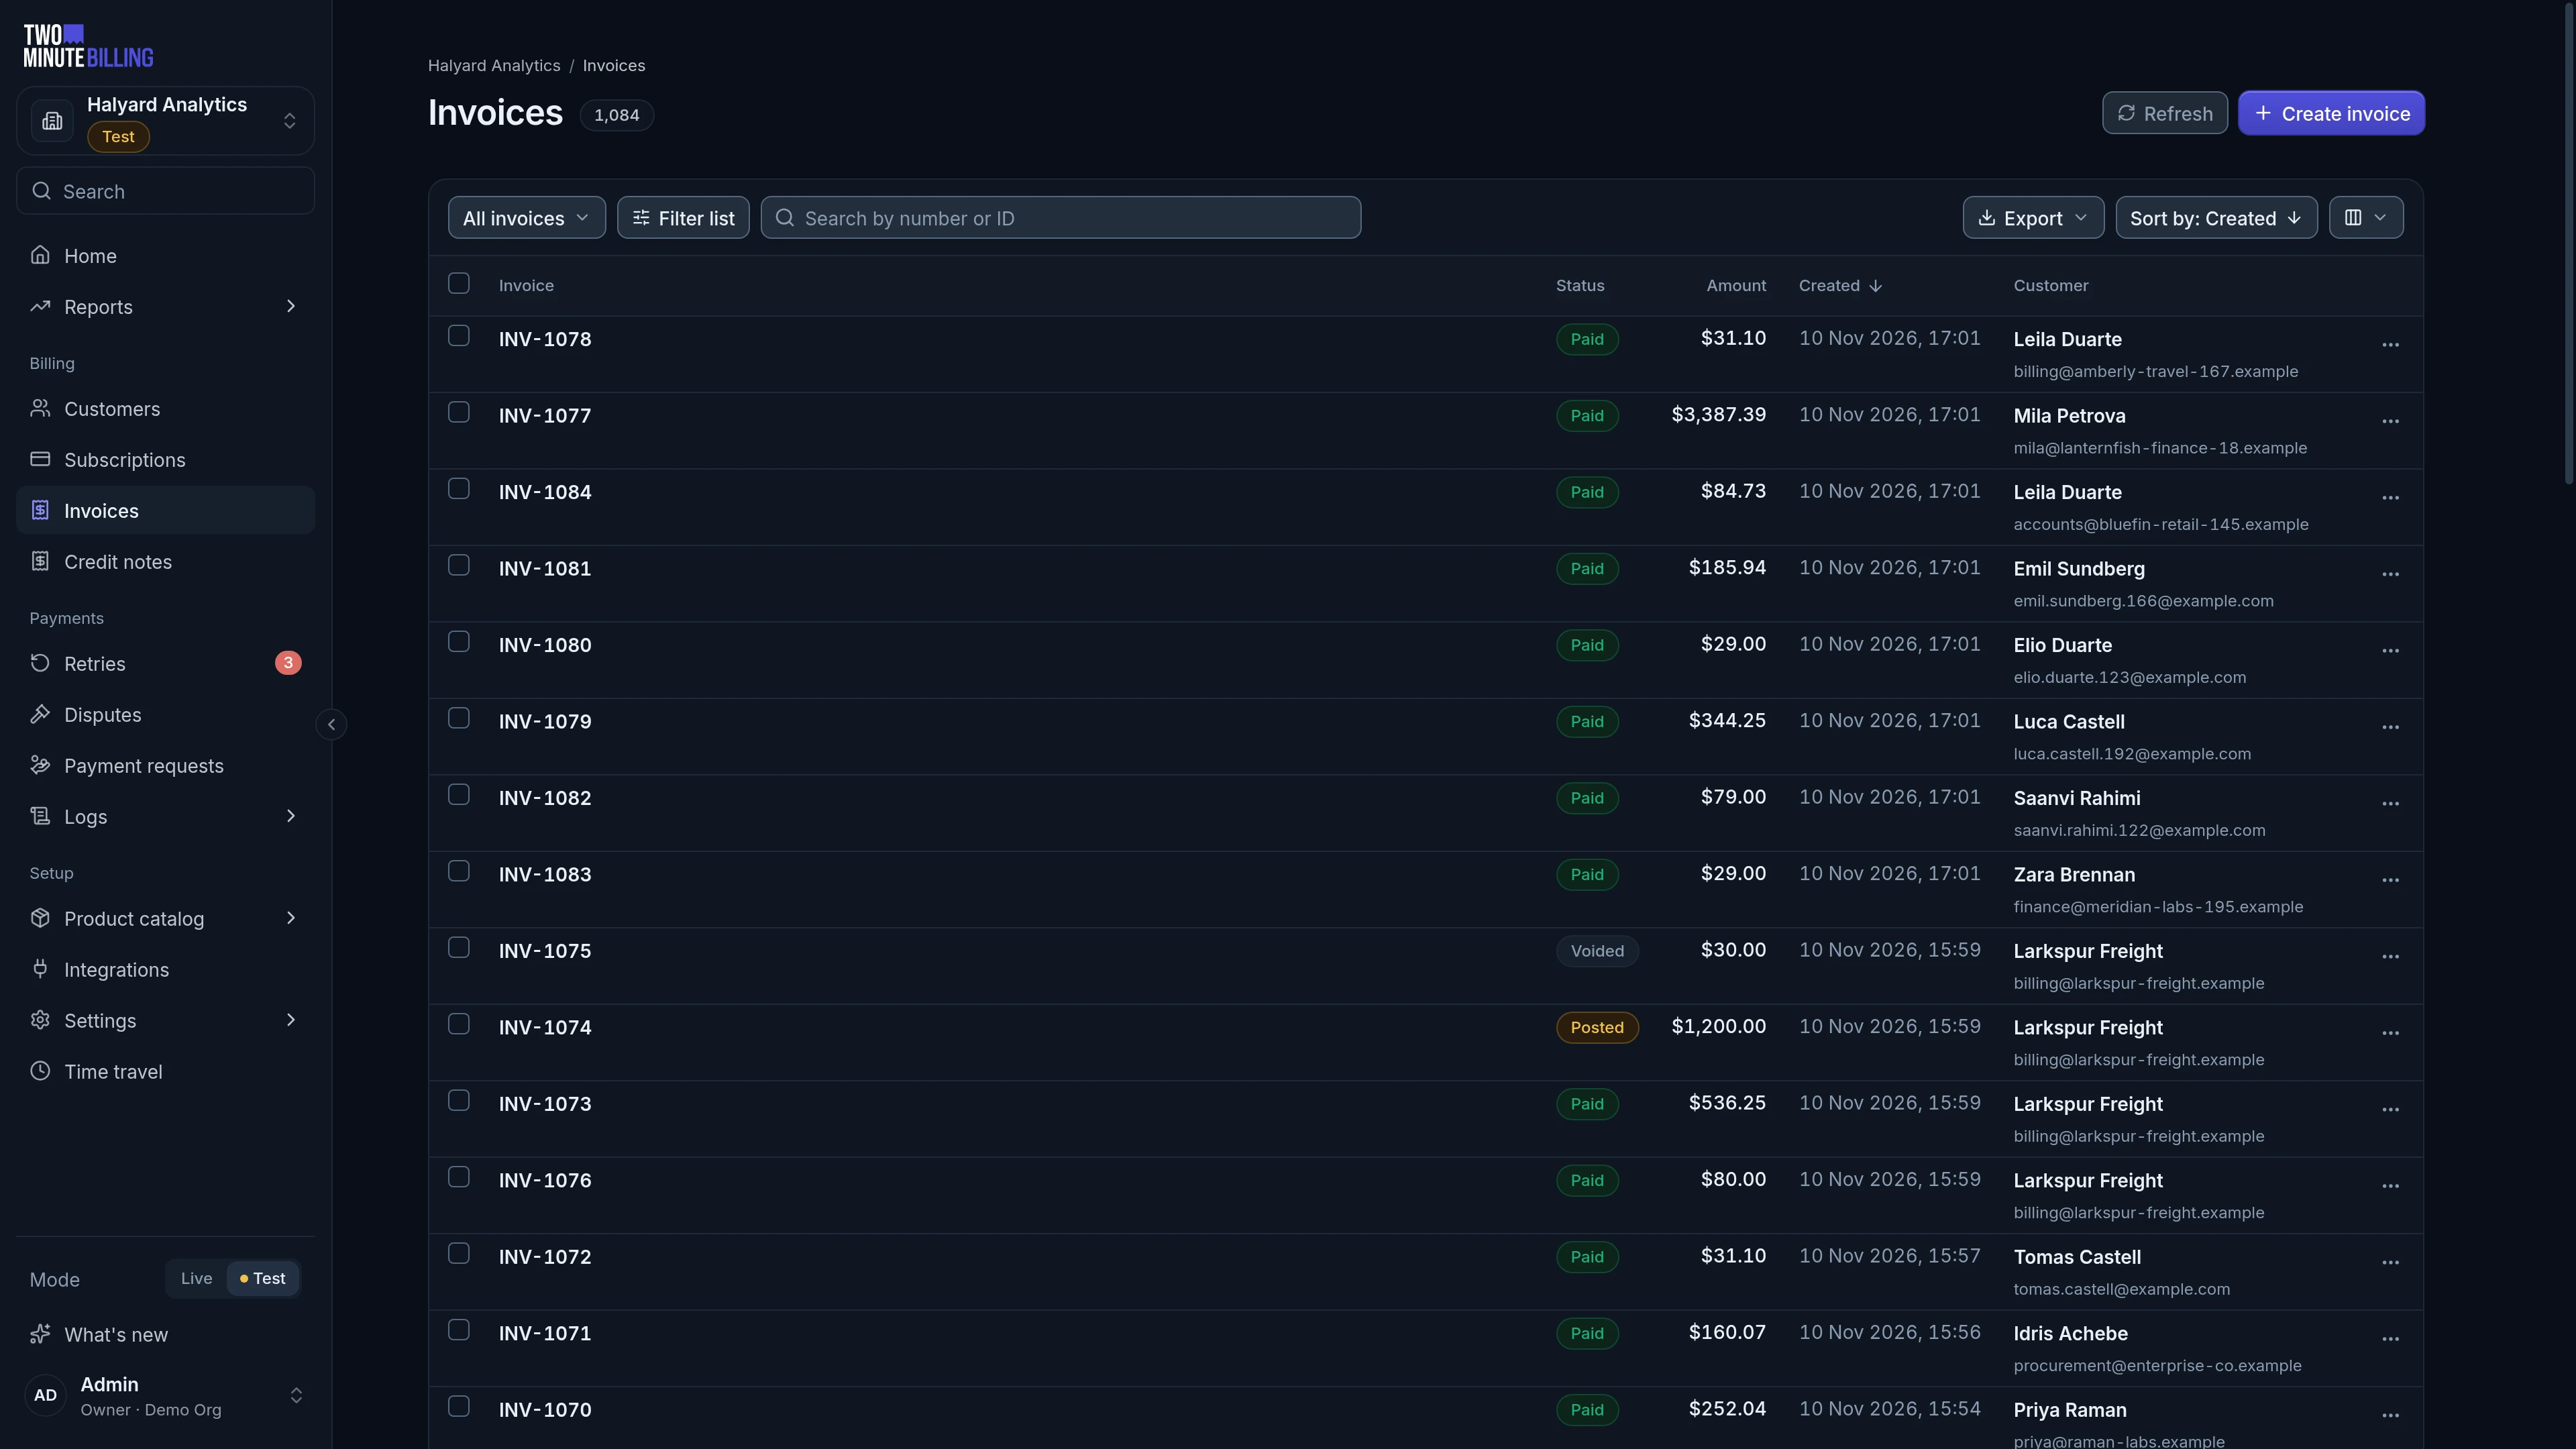 TWO
MINUTE BILLING
Halyard Analytics
Test
Search
Home
Reports
Billing
Customers
Subscriptions
Invoices
Credit notes
Payments
Retries 3
Disputes
Payment requests
Logs
Setup
Product catalog
Integrations
Settings
Time travel
Mode Live Test
What's new
AD Admin
Owner · Demo Org
Halyard Analytics / Invoices
Invoices 1,084
Refresh Create invoice
All invoices Filter list Search by number or ID Export Sort by: Created
Invoice Status Amount Created Customer
INV-1078 Paid $31.10 10 Nov 2026, 17:01 Leila Duarte
billing@amberly-travel-167.example
INV-1077 Paid $3,387.39 10 Nov 2026, 17:01 Mila Petrova
mila@lanternfish-finance-18.example
INV-1084 Paid $84.73 10 Nov 2026, 17:01 Leila Duarte
accounts@bluefin-retail-145.example
INV-1081 Paid $185.94 10 Nov 2026, 17:01 Emil Sundberg
emil.sundberg.166@example.com
INV-1080 Paid $29.00 10 Nov 2026, 17:01 Elio Duarte
elio.duarte.123@example.com
INV-1079 Paid $344.25 10 Nov 2026, 17:01 Luca Castell
luca.castell.192@example.com
INV-1082 Paid $79.00 10 Nov 2026, 17:01 Saanvi Rahimi
saanvi.rahimi.122@example.com
INV-1083 Paid $29.00 10 Nov 2026, 17:01 Zara Brennan
finance@meridian-labs-195.example
INV-1075 Voided $30.00 10 Nov 2026, 15:59 Larkspur Freight
billing@larkspur-freight.example
INV-1074 Posted $1,200.00 10 Nov 2026, 15:59 Larkspur Freight
billing@larkspur-freight.example
INV-1073 Paid $536.25 10 Nov 2026, 15:59 Larkspur Freight
billing@larkspur-freight.example
INV-1076 Paid $80.00 10 Nov 2026, 15:59 Larkspur Freight
billing@larkspur-freight.example
INV-1072 Paid $31.10 10 Nov 2026, 15:57 Tomas Castell
tomas.castell@example.com
INV-1071 Paid $160.07 10 Nov 2026, 15:56 Idris Achebe
procurement@enterprise-co.example
INV-1070 Paid $252.04 10 Nov 2026, 15:54 Priya Raman
priya@raman-labs.example